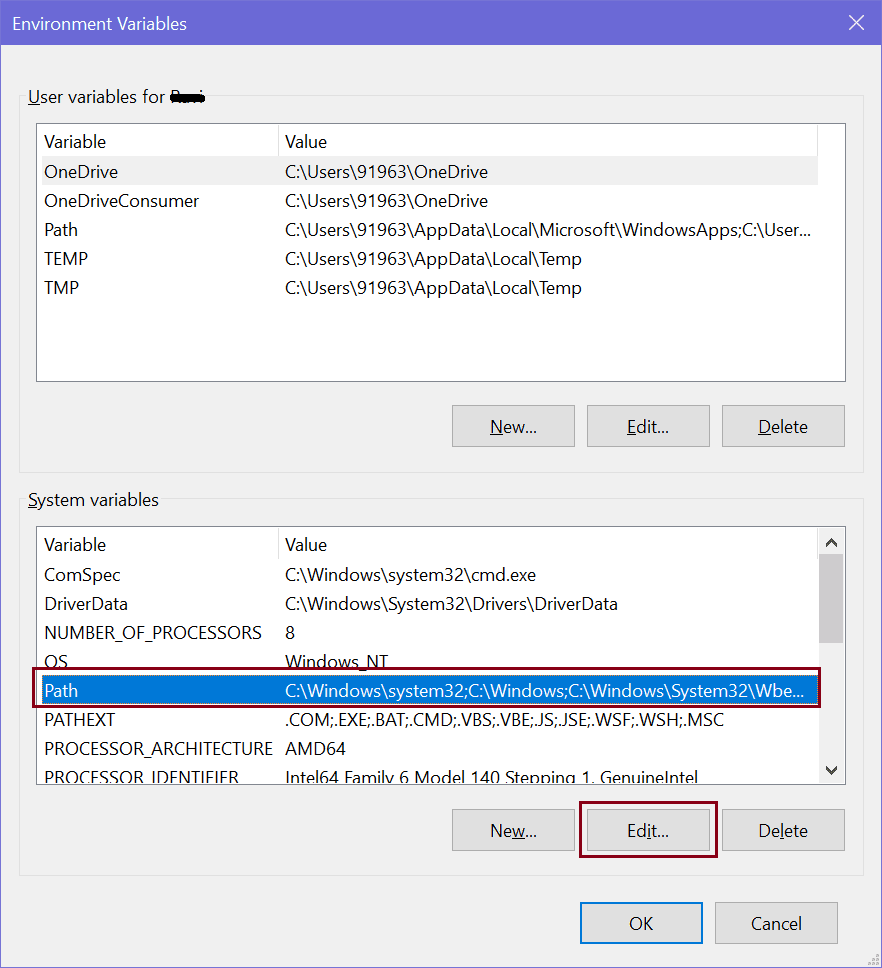 Environment Variables
User variables for
Variable Value
OneDrive C:\Users\91963\OneDrive
OneDriveConsumer C:\Users\91963\OneDrive
Path C:\Users\91963\AppData\Local\Microsoft\WindowsApps;C:\User...
TEMP C:\Users\91963\AppData\Local\Temp
TMP C:\Users\91963\AppData\Local\Temp
New... Edit... Delete
System variables
Variable Value
ComSpec C:\Windows\system32\cmd.exe
DriverData C:\Windows\System32\Drivers\DriverData
NUMBER_OF_PROCESSORS 8
OS Windows_NT
Path C:\Windows\system32;C:\Windows;C:\Windows\System32\Wbe...
PATHEXT .COM;.EXE;.BAT;.CMD;.VBS;.VBE;.JS;.JSE;.WSF;.WSH;.MSC
PROCESSOR_ARCHITECTURE AMD64
PROCESSOR_IDENTIFIER Intel64 Family 6 Model 140 Stepping 1, GenuineIntel
New... Edit... Delete
OK Cancel